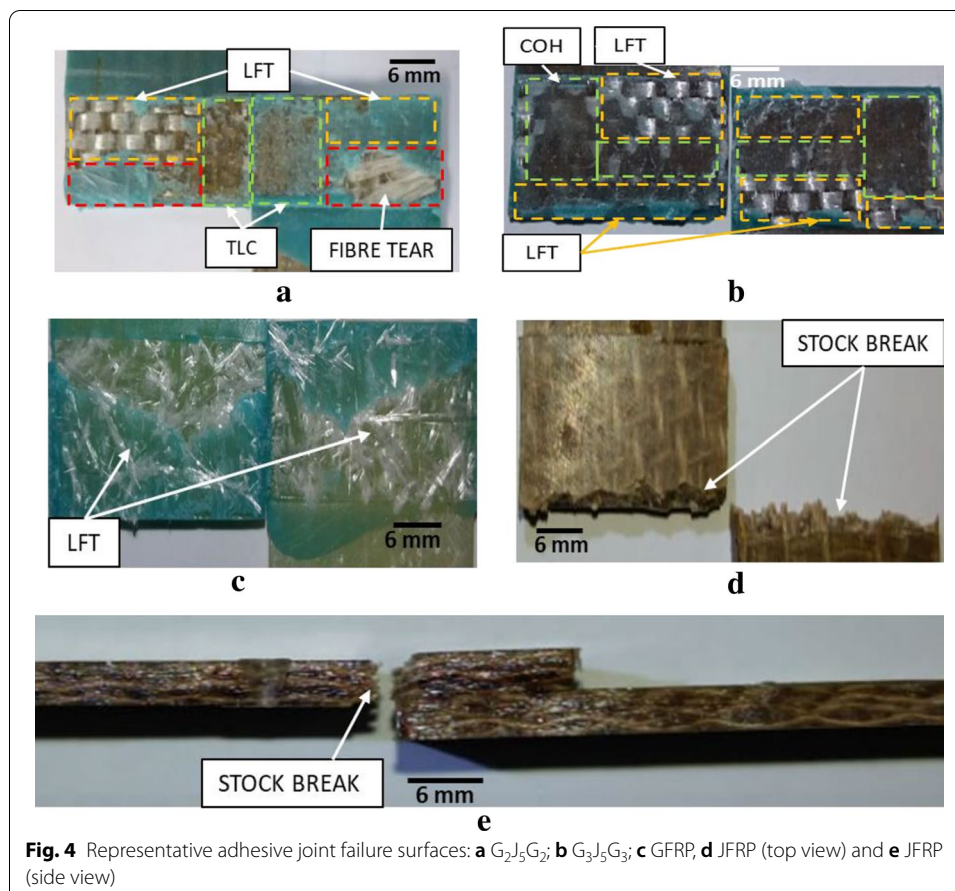 LFT
6 mm
TLC
FIBRE TEAR
a
COH
LFT
6 mm
LFT
b
LFT
6 mm
c
STOCK BREAK
6 mm
d
STOCK BREAK
6 mm
e
Fig. 4 Representative adhesive joint failure surfaces: a G₂J₅G₂; b G₃J₅G₃; c GFRP, d JFRP (top view) and e JFRP
(side view)